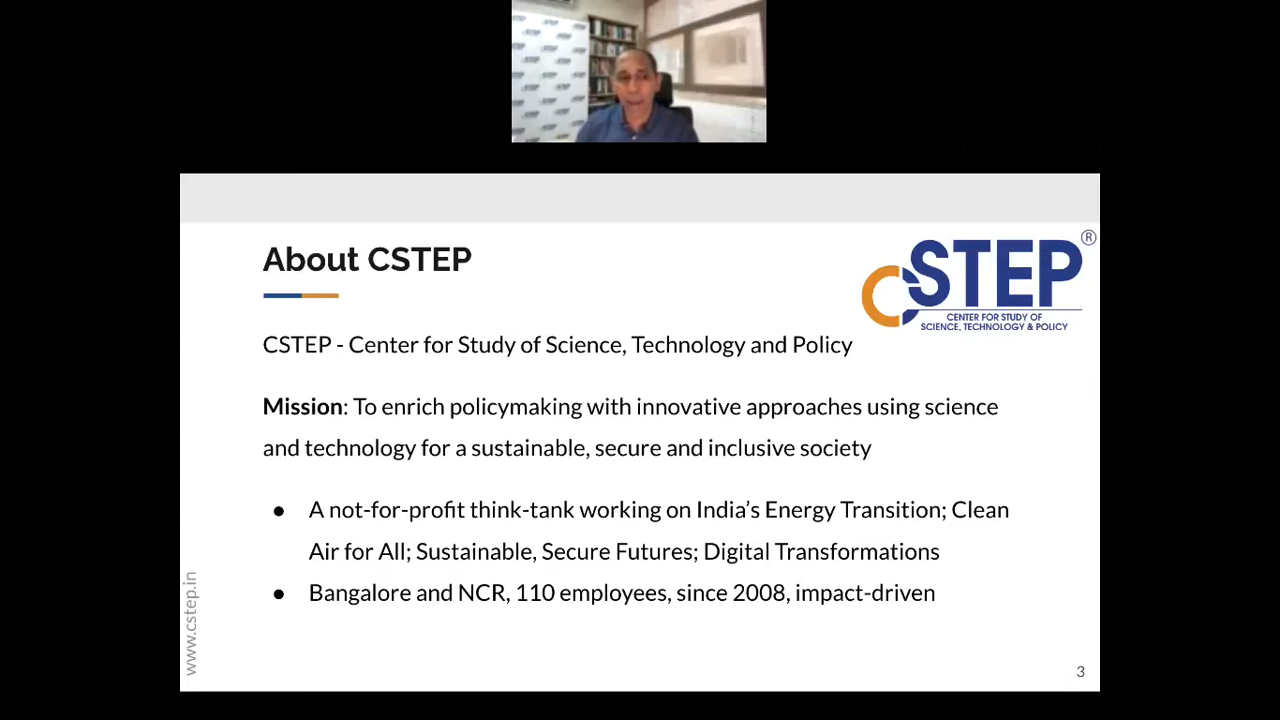 CSTEP
About CSTEP
CSTEP®
CENTER FOR STUDY OF
SCIENCE, TECHNOLOGY & POLICY
CSTEP - Center for Study of Science, Technology and Policy
Mission: To enrich policymaking with innovative approaches using science
and technology for a sustainable, secure and inclusive society
● A not-for-profit think-tank working on India’s Energy Transition; Clean
Air for All; Sustainable, Secure Futures; Digital Transformations
● Bangalore and NCR, 110 employees, since 2008, impact-driven
www.cstep.in
3